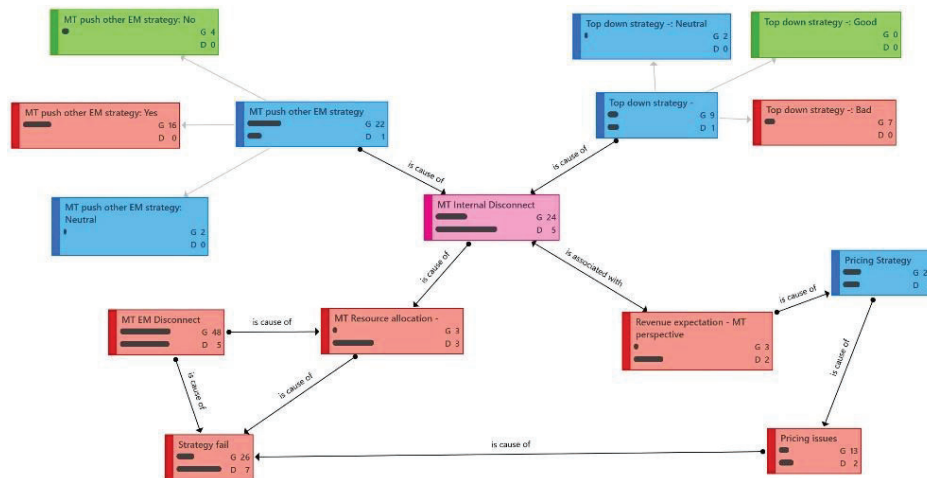 MT push other EM strategy: No
G 4
D 0
Top down strategy -: Neutral
G 2
D 0
Top down strategy -: Good
G 0
D 0
MT push other EM strategy: Yes
G 16
D 0
MT push other EM strategy
G 22
D 1
Top down strategy -
G 9
D 1
Top down strategy -: Bad
G 7
D 0
is cause of
is cause of
MT push other EM strategy:
Neutral
G 2
D 0
MT Internal Disconnect
G 24
D 5
is cause of
is associated with
Pricing Strategy
G 2
D
MT EM Disconnect
G 48
D 5
is cause of
MT Resource allocation -
G 3
D 3
Revenue expectation - MT
perspective
G 3
D 2
is cause of
is cause of
is cause of
is cause of
Strategy fail
G 26
D 7
is cause of
Pricing issues
G 13
D 2